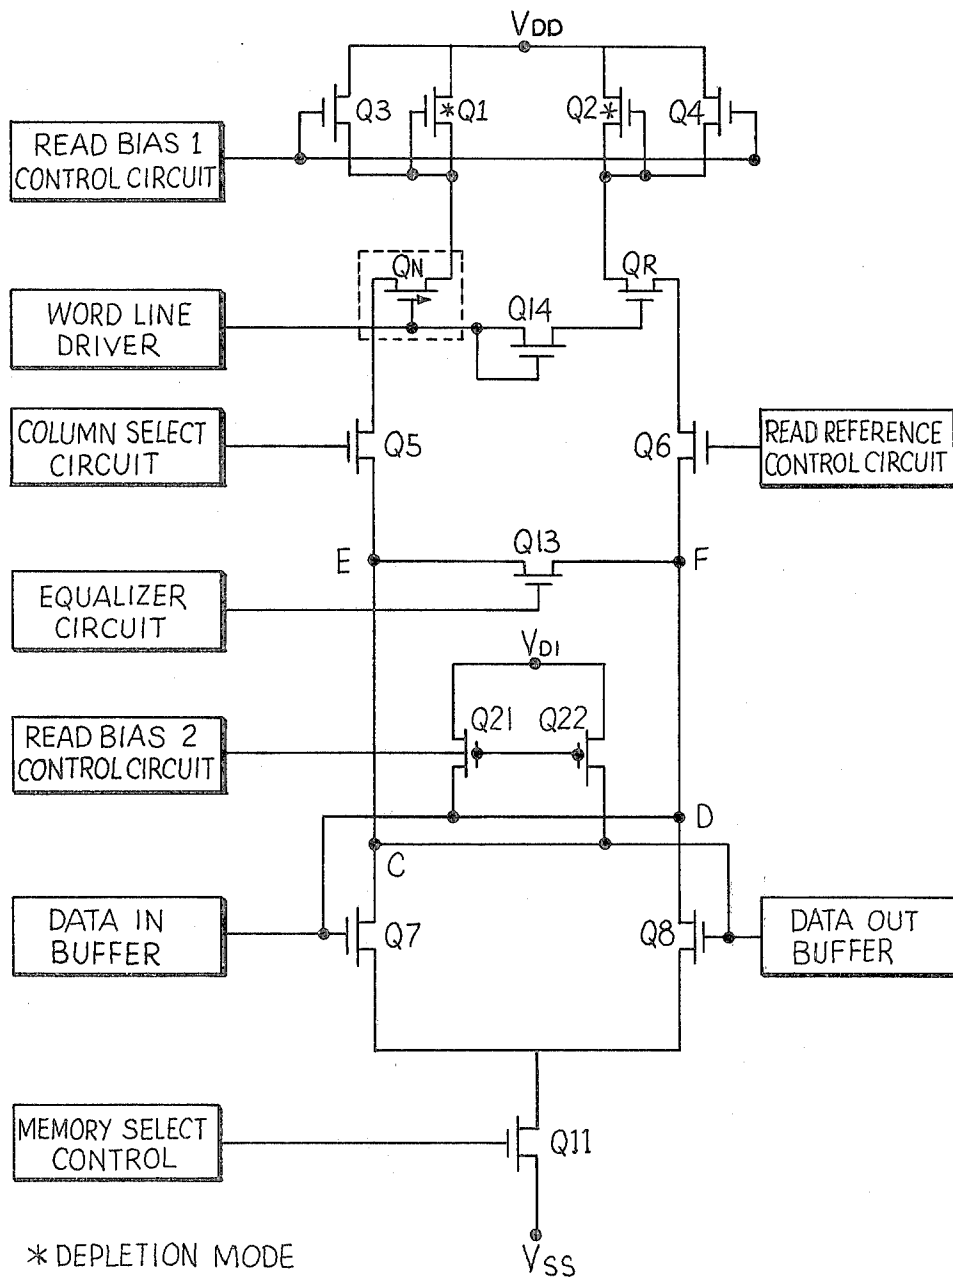 VDD
Q3
*Q1
Q2*
Q4
READ BIAS 1
CONTROL CIRCUIT
QN
QR
WORD LINE
DRIVER
Q14
COLUMN SELECT
CIRCUIT
Q5
Q6
READ REFERENCE
CONTROL CIRCUIT
E
Q13
F
EQUALIZER
CIRCUIT
VDI
READ BIAS 2
CONTROL CIRCUIT
Q21
Q22
D
C
DATA IN
BUFFER
Q7
Q8
DATA OUT
BUFFER
MEMORY SELECT
CONTROL
Q11
* DEPLETION MODE
VSS